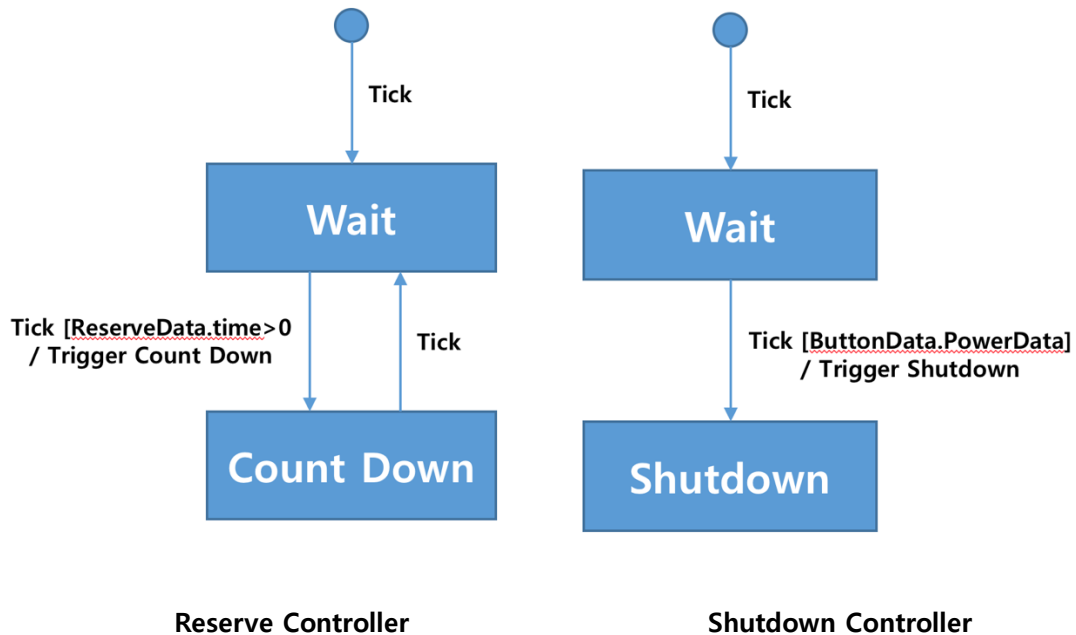 Tick
Wait
Tick [ReserveData.time>0
/ Trigger Count Down
Tick
Count Down
Reserve Controller
Tick
Wait
Tick [ButtonData.PowerData]
/ Trigger Shutdown
Shutdown
Shutdown Controller